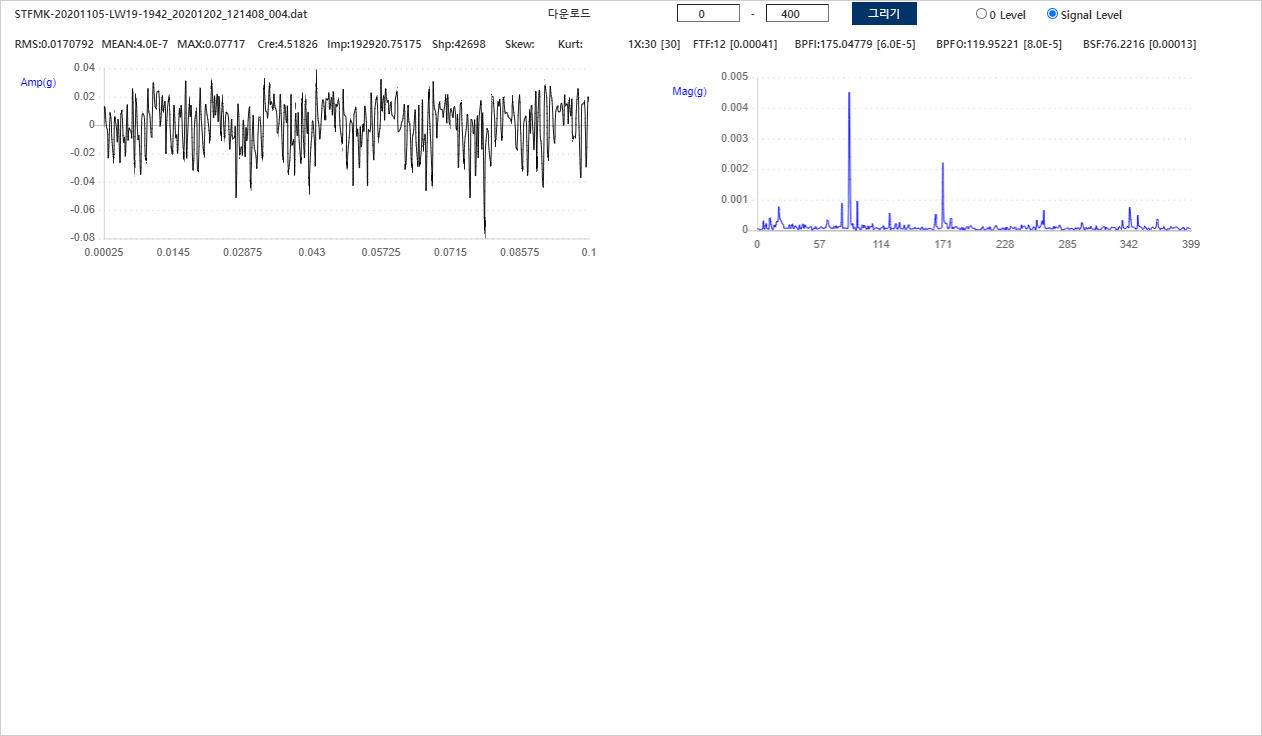 STFMK-20201105-LW19-1942_20201202_121408_004.dat 다운로드 0 - 400 그리기 0 Level Signal Level
RMS:0.0170792 MEAN:4.0E-7 MAX:0.07717 Cre:4.51826 Imp:192920.75175 Shp:42698 Skew: Kurt: 1X:30 [30] FTF:12 [0.00041] BPFI:175.04779 [6.0E-5] BPFO:119.95221 [8.0E-5] BSF:76.2216 [0.00013]
Amp(g)
0.04
0.02
0
-0.02
-0.04
-0.06
-0.08
0.00025 0.0145 0.02875 0.043 0.05725 0.0715 0.08575 0.1
Mag(g)
0.005
0.004
0.003
0.002
0.001
0
0 57 114 171 228 285 342 399